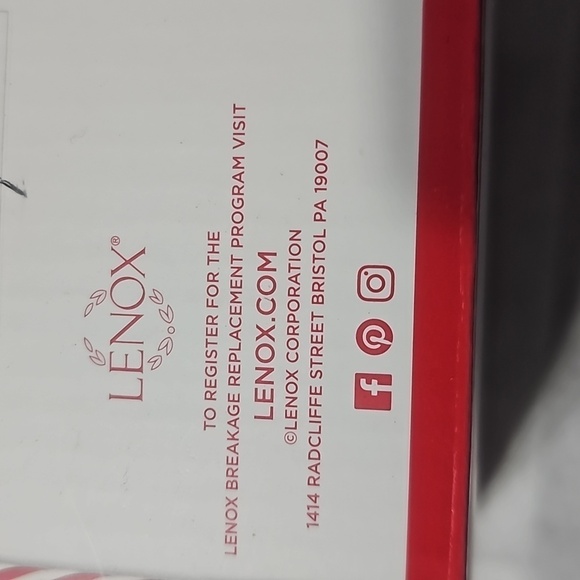 LENOX®
TO REGISTER FOR THE
LENOX BREAKAGE REPLACEMENT PROGRAM VISIT
LENOX.COM
©LENOX CORPORATION
1414 RADCLIFFE STREET BRISTOL PA 19007